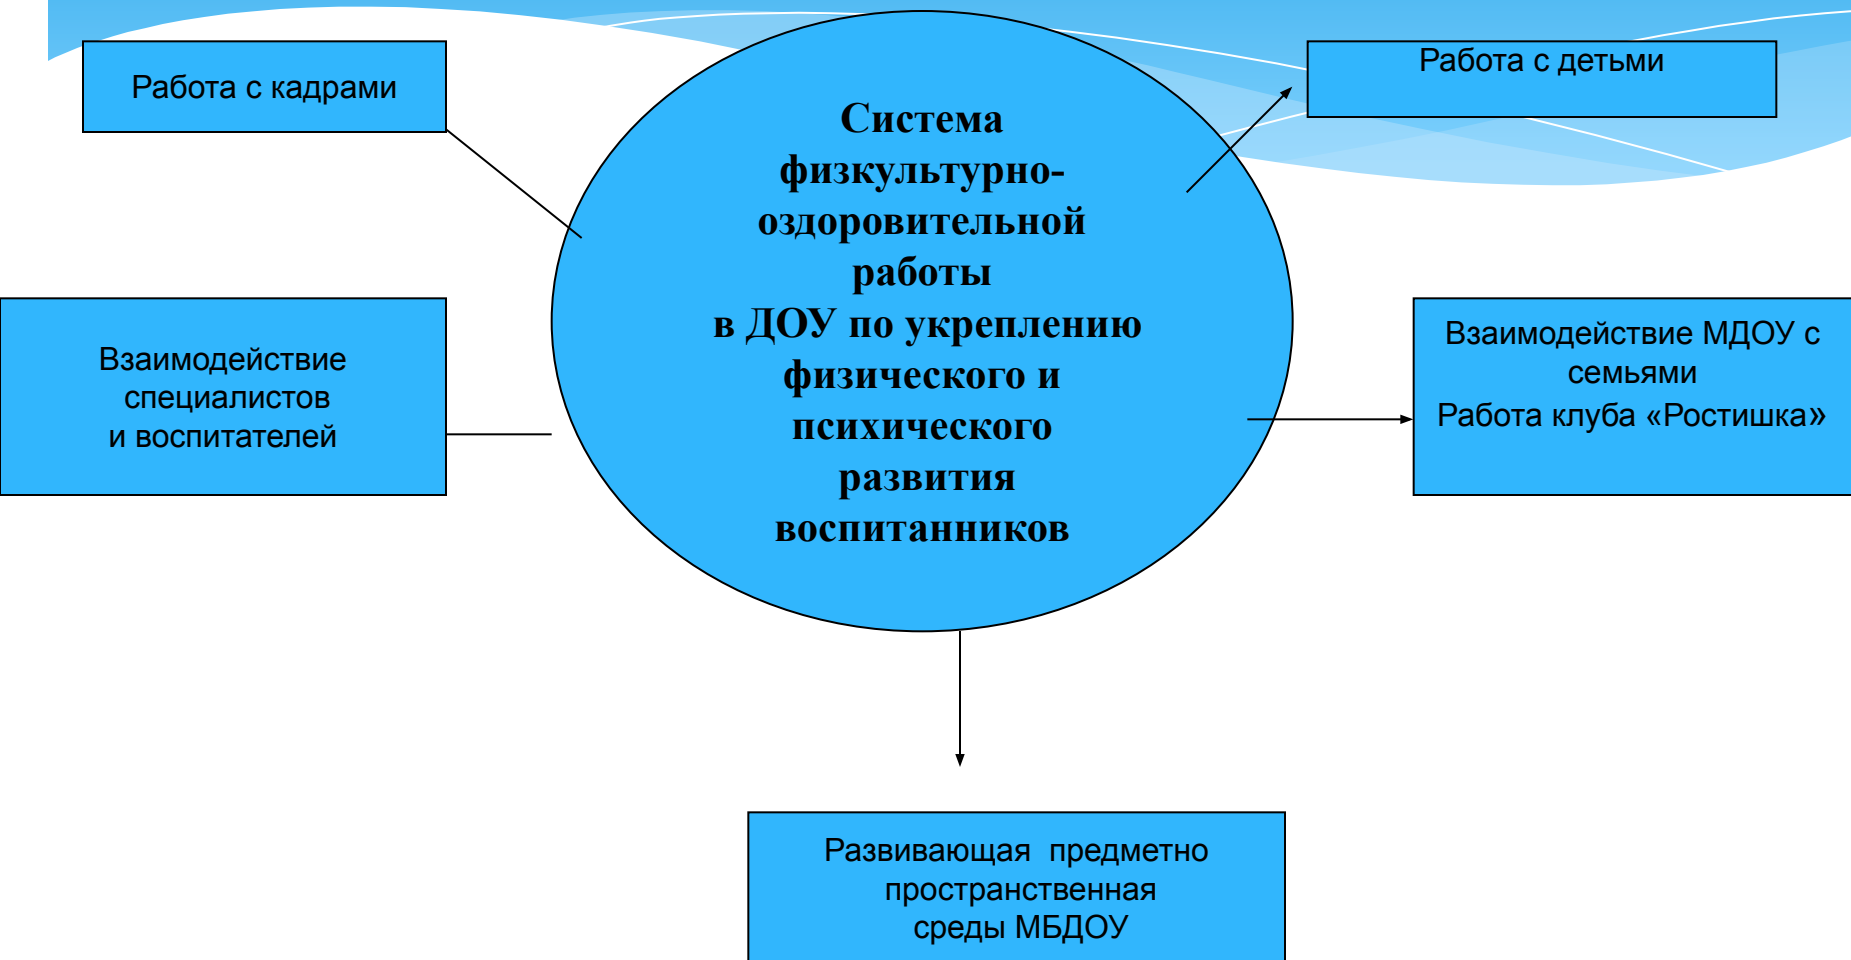 Работа с кадрами
Система
физкультурно-
оздоровительной
работы
в ДОУ по укреплению
физического и
психического
развития
воспитанников
Работа с детьми
Взаимодействие
специалистов
и воспитателей
Взаимодействие МДОУ с
семьями
Работа клуба «Ростишка»
Развивающая предметно
пространственная
среды МБДОУ